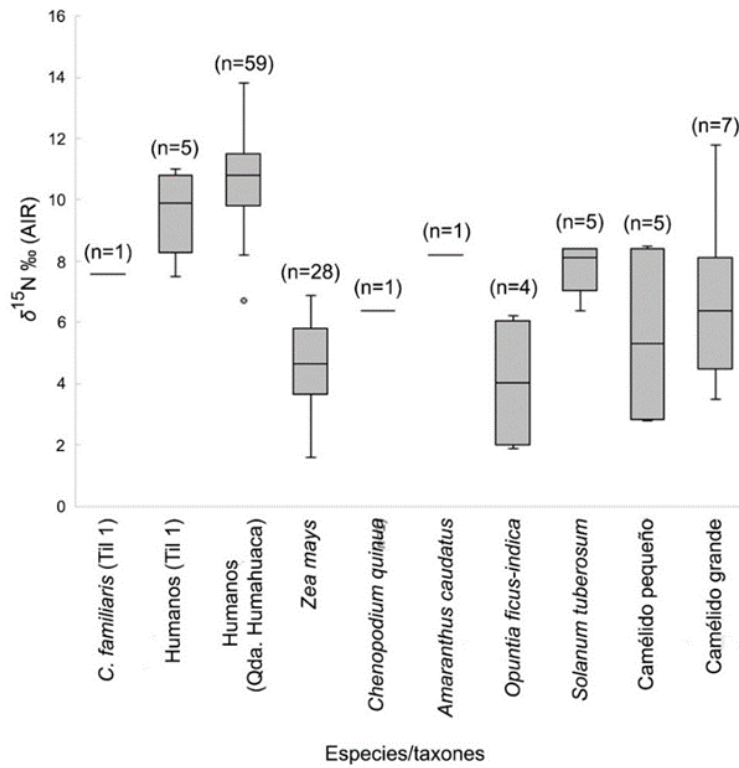 δ15N ‰ (AIR)
16
14
12
10
8
6
4
2
0
(n=1)
(n=5)
(n=59)
(n=28)
(n=1)
(n=1)
(n=4)
(n=5)
(n=5)
(n=7)
C. familiaris (Til 1)
Humanos (Til 1)
Humanos
(Qda. Humahuaca)
Zea mays
Chenopodium quinua
Amaranthus caudatus
Opuntia ficus-indica
Solanum tuberosum
Camélido pequeño
Camélido grande
Especies/taxones